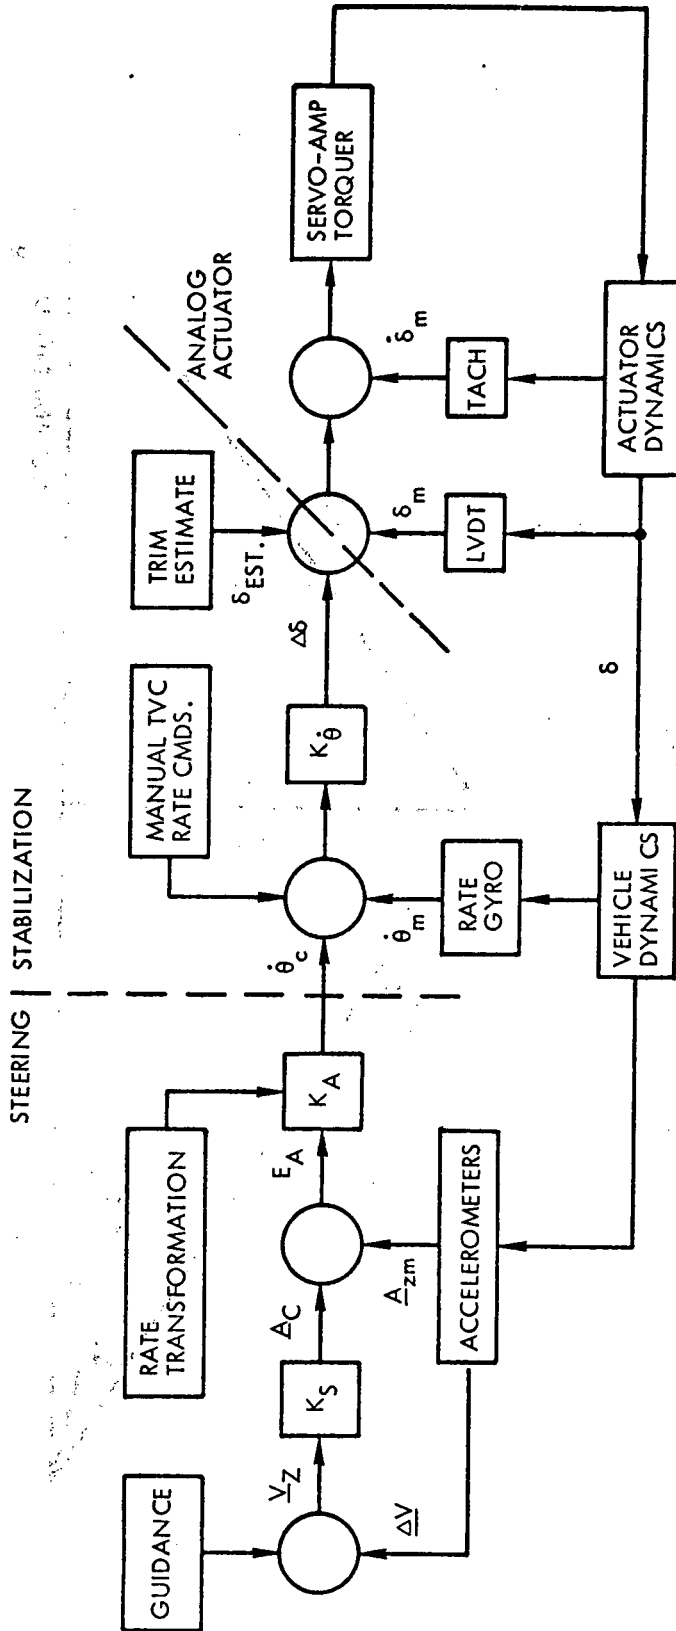 STEERING
STABILIZATION
GUIDANCE
RATE
TRANSFORMATION
MANUAL TVC
RATE CMDS.
TRIM
ESTIMATE
ANALOG
ACTUATOR
V_Z
K_S
A_C
E_A
K_A
θ̇_c
K_θ̇
Δδ
δ_EST.
SERVO-AMP
TORQUER
ΔV
A_zm
θ̇_m
δ_m
δ̇_m
ACCELEROMETERS
RATE
GYRO
LVDT
TACH
VEHICLE
DYNAMICS
δ
ACTUATOR
DYNAMICS